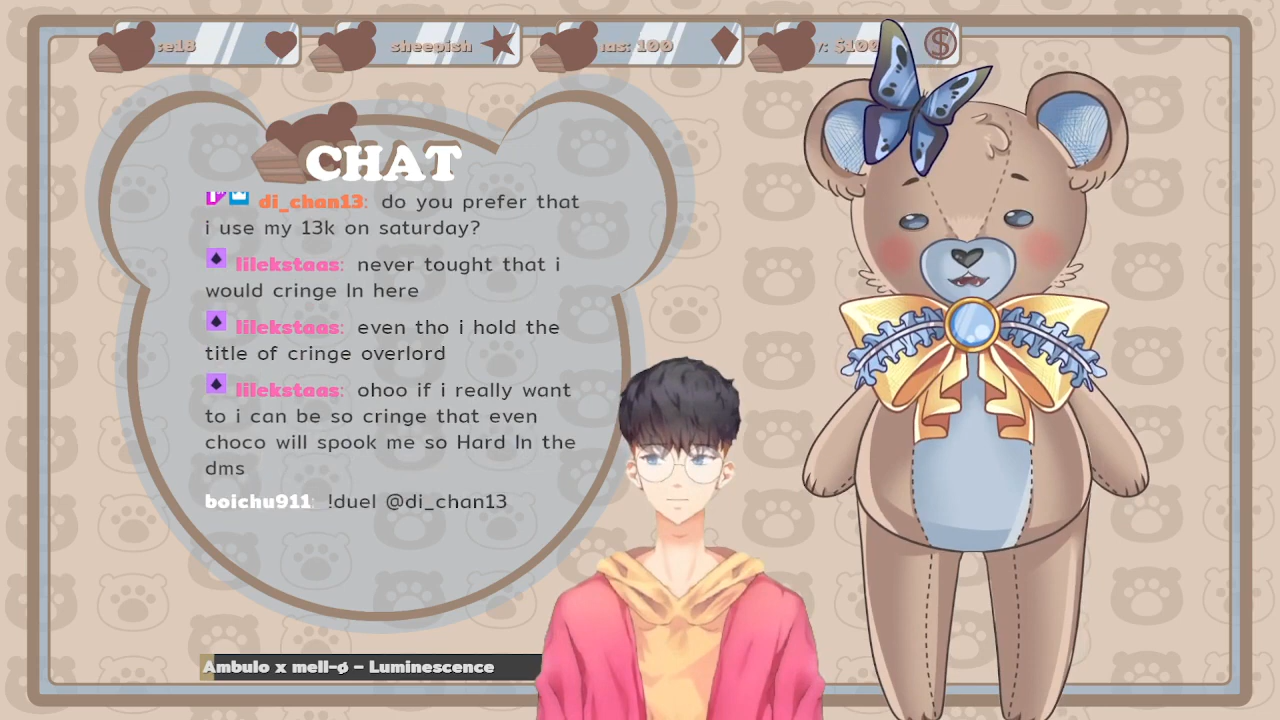 sheepish
: 100
: $100
$
CHAT
di_chan13: do you prefer that
i use my 13k on saturday?
lilekstaas: never tought that i
would cringe In here
lilekstaas: even tho i hold the
title of cringe overlord
lilekstaas: ohoo if i really want
to i can be so cringe that even
choco will spook me so Hard In the
dms
boichu911: !duel @di_chan13
Ambulo x mell-ø - Luminescence